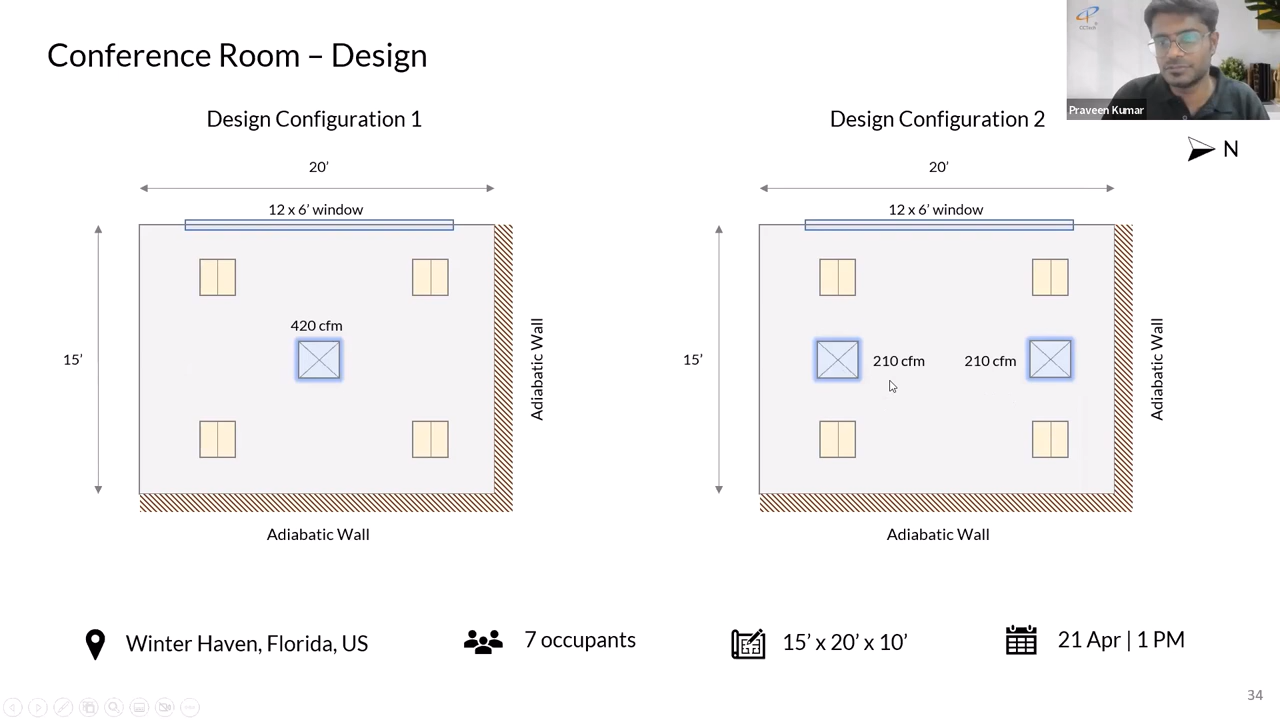 Conference Room – Design
Praveen Kumar
Design Configuration 1
20’
12 x 6’ window
420 cfm
15’
Adiabatic Wall
Adiabatic Wall
Design Configuration 2
N
20’
12 x 6’ window
210 cfm
210 cfm
15’
Adiabatic Wall
Adiabatic Wall
Winter Haven, Florida, US
7 occupants
15’ x 20’ x 10’
21 Apr | 1 PM
34